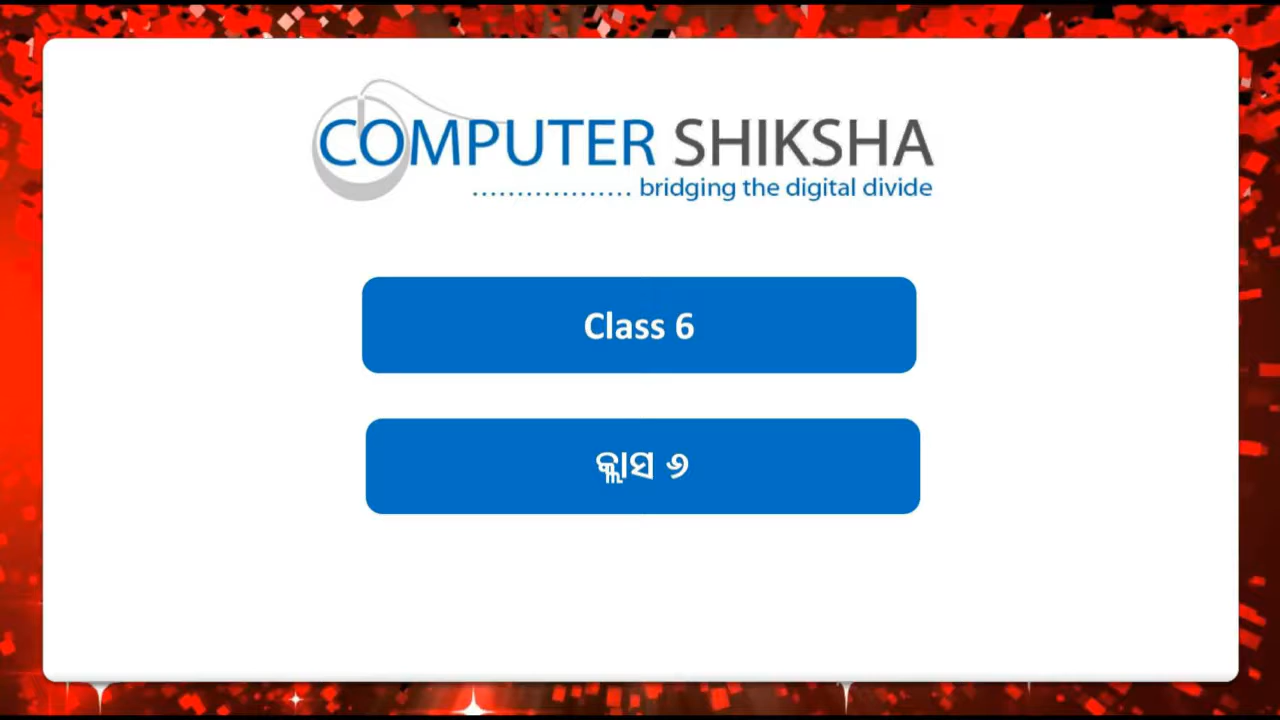 COMPUTER SHIKSHA
.................. bridging the digital divide
Class 6
କ୍ଲାସ ୬